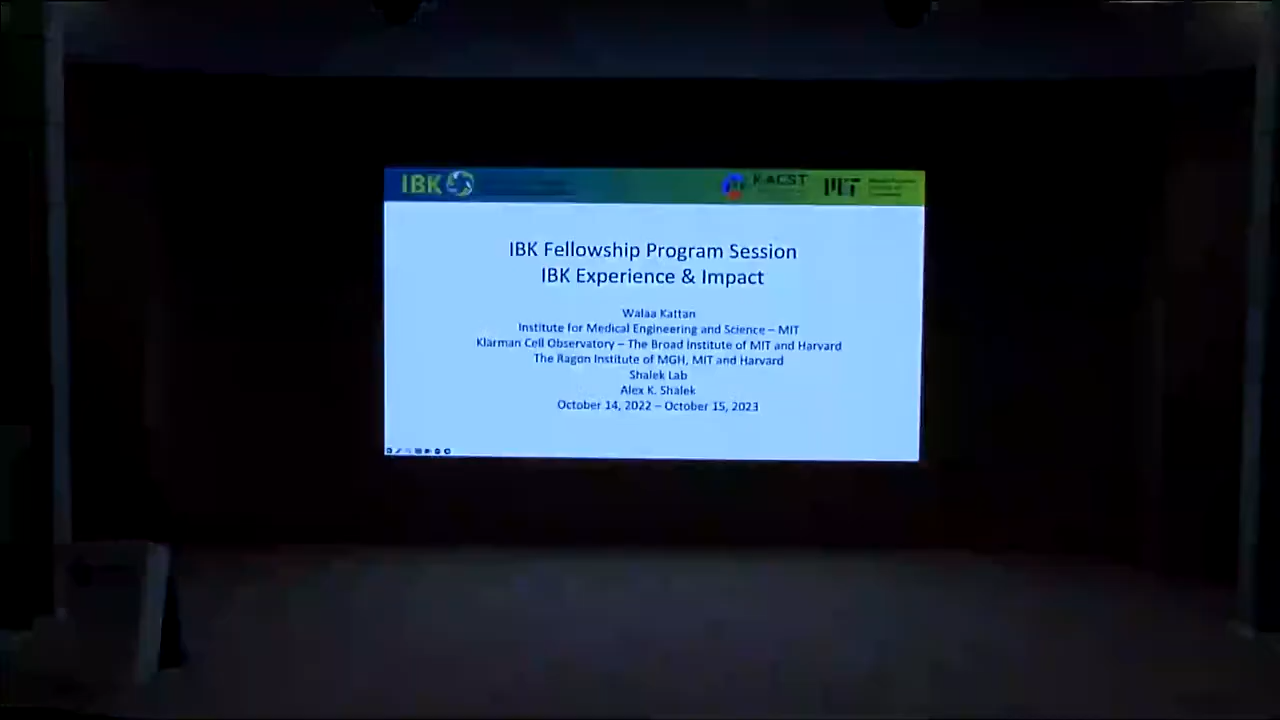 IBK
KACST
MIT
IBK Fellowship Program Session
IBK Experience & Impact
Walaa Kattan
Institute for Medical Engineering and Science – MIT
Klarman Cell Observatory – The Broad Institute of MIT and Harvard
The Ragon Institute of MGH, MIT and Harvard
Shalek Lab
Alex K. Shalek
October 14, 2022 – October 15, 2023